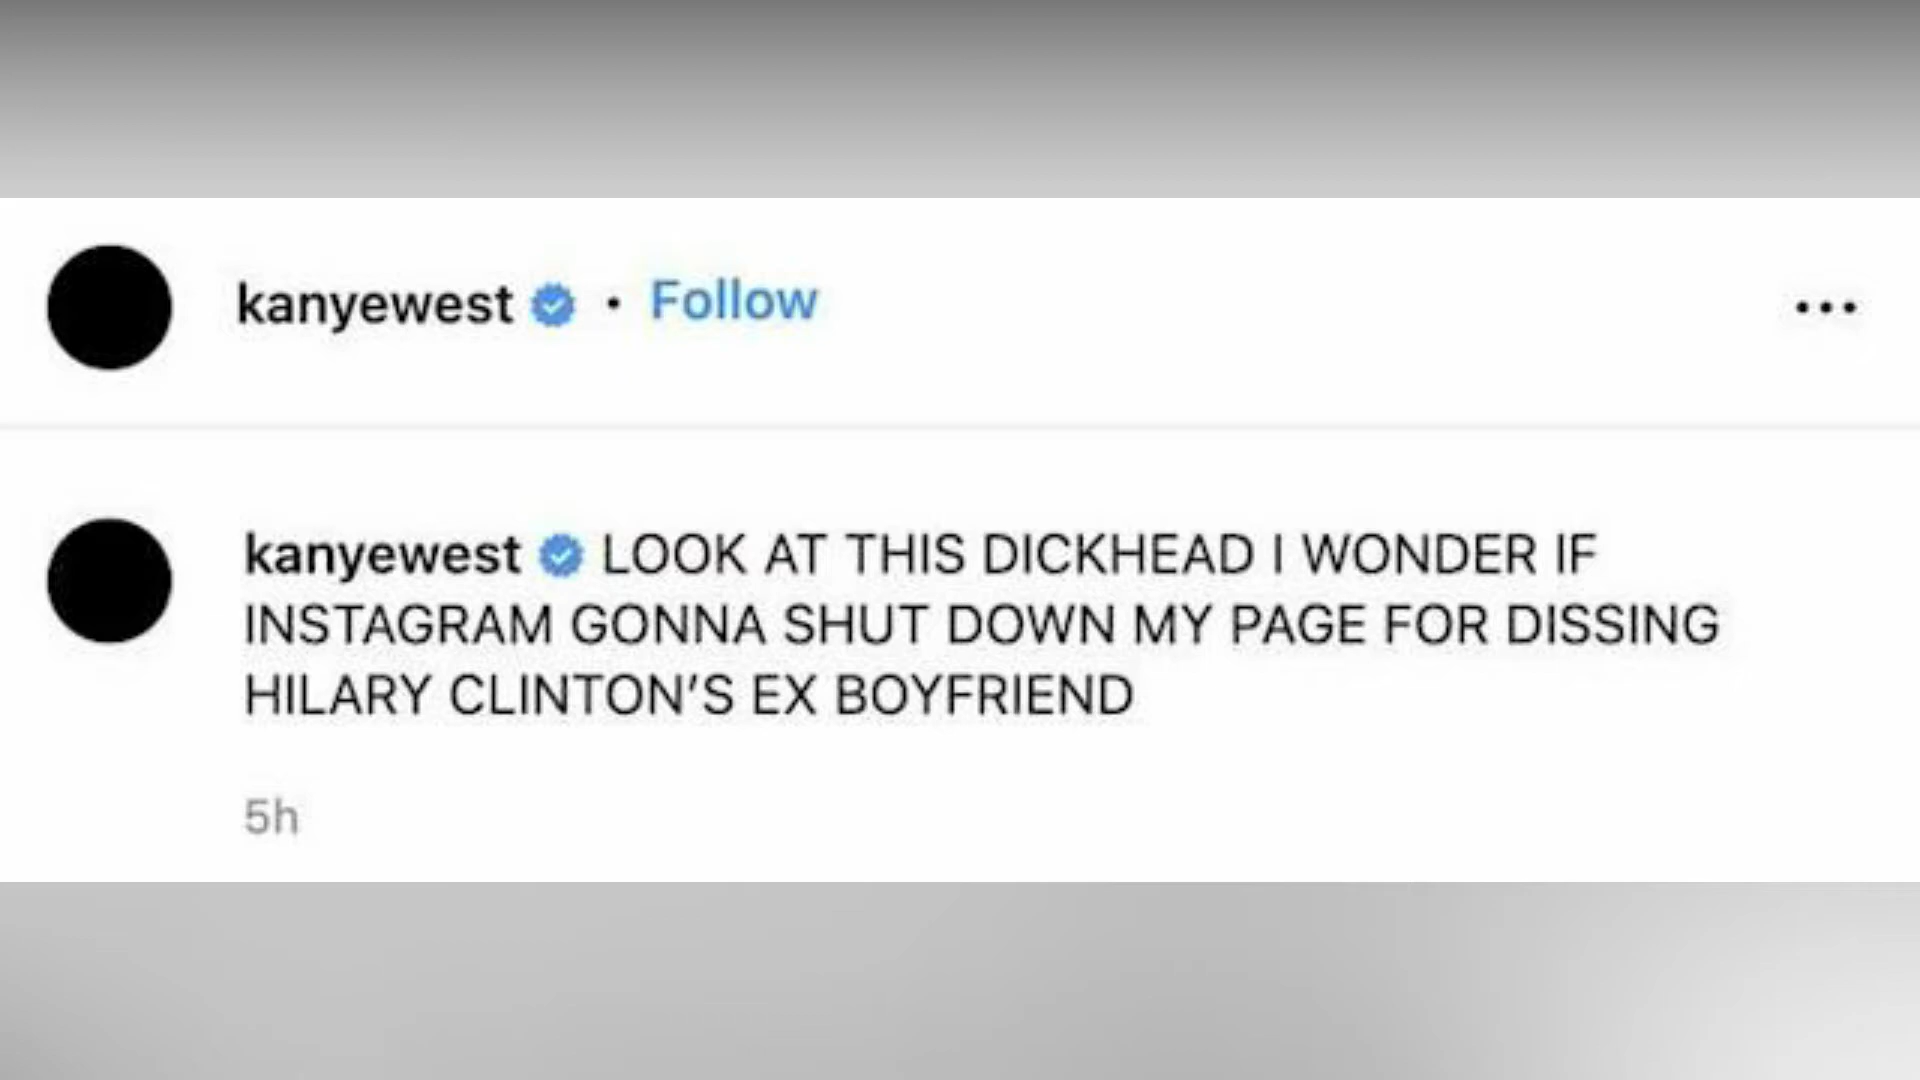 kanyewest • Follow
kanyewest LOOK AT THIS DICKHEAD I WONDER IF
INSTAGRAM GONNA SHUT DOWN MY PAGE FOR DISSING
HILARY CLINTON'S EX BOYFRIEND
5h